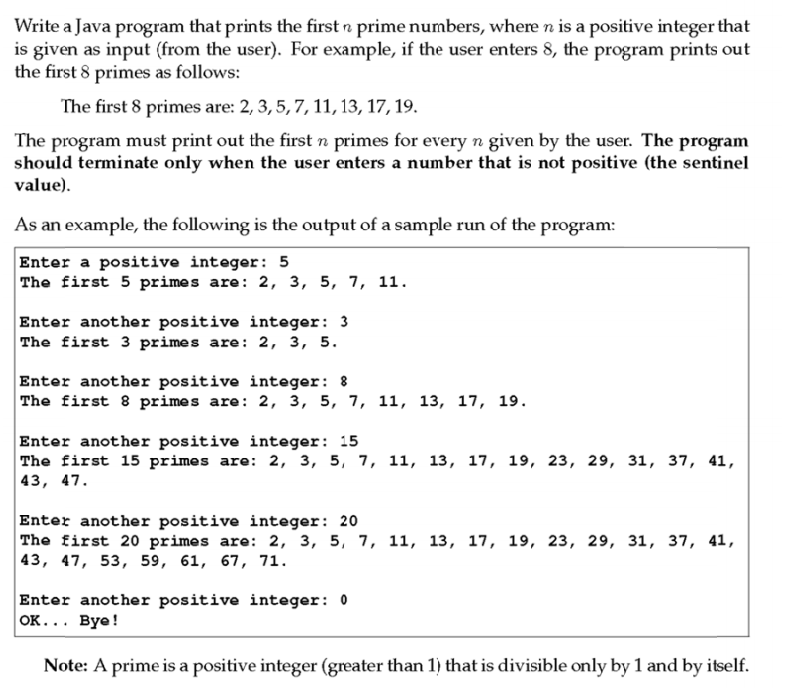 Write a Java program that prints the first n prime numbers, where n is a positive integer that
is given as input (from the user). For example, if the user enters 8, the program prints out
the first 8 primes as follows:
The first 8 primes are: 2, 3, 5, 7, 11, 13, 17, 19.
The program must print out the first n primes for every n given by the user. The program
should terminate only when the user enters a number that is not positive (the sentinel
value).
As an example, the following is the output of a sample run of the program:
Enter a positive integer: 5
The first 5 primes are: 2, 3, 5, 7, 11.
Enter another positive integer: 3
The first 3 primes are: 2, 3, 5.
Enter another positive integer: 8
The first 8 primes are: 2, 3, 5, 7, 11, 13, 17, 19.
Enter another positive integer: 15
The first 15 primes are: 2, 3, 5, 7, 11, 13, 17, 19, 23, 29, 31, 37, 41,
43, 47.
Enter another positive integer: 20
The first 20 primes are: 2, 3, 5, 7, 11, 13, 17, 19, 23, 29, 31, 37, 41,
43, 47, 53, 59, 61, 67, 71.
Enter another positive integer: 0
OK... Bye!
Note: A prime is a positive integer (greater than 1) that is divisible only by 1 and by itself.